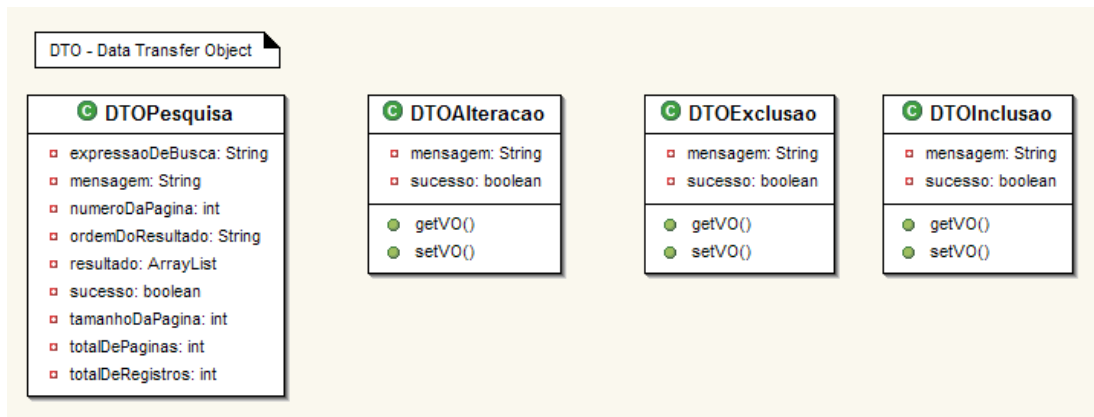 DTO - Data Transfer Object
C DTOPesquisa
expressaoDeBusca: String
mensagem: String
numeroDaPagina: int
ordemDoResultado: String
resultado: ArrayList
sucesso: boolean
tamanhoDaPagina: int
totalDePaginas: int
totalDeRegistros: int
C DTOAlteracao
mensagem: String
sucesso: boolean
getVO()
setVO()
C DTOExclusao
mensagem: String
sucesso: boolean
getVO()
setVO()
C DTOInclusao
mensagem: String
sucesso: boolean
getVO()
setVO()